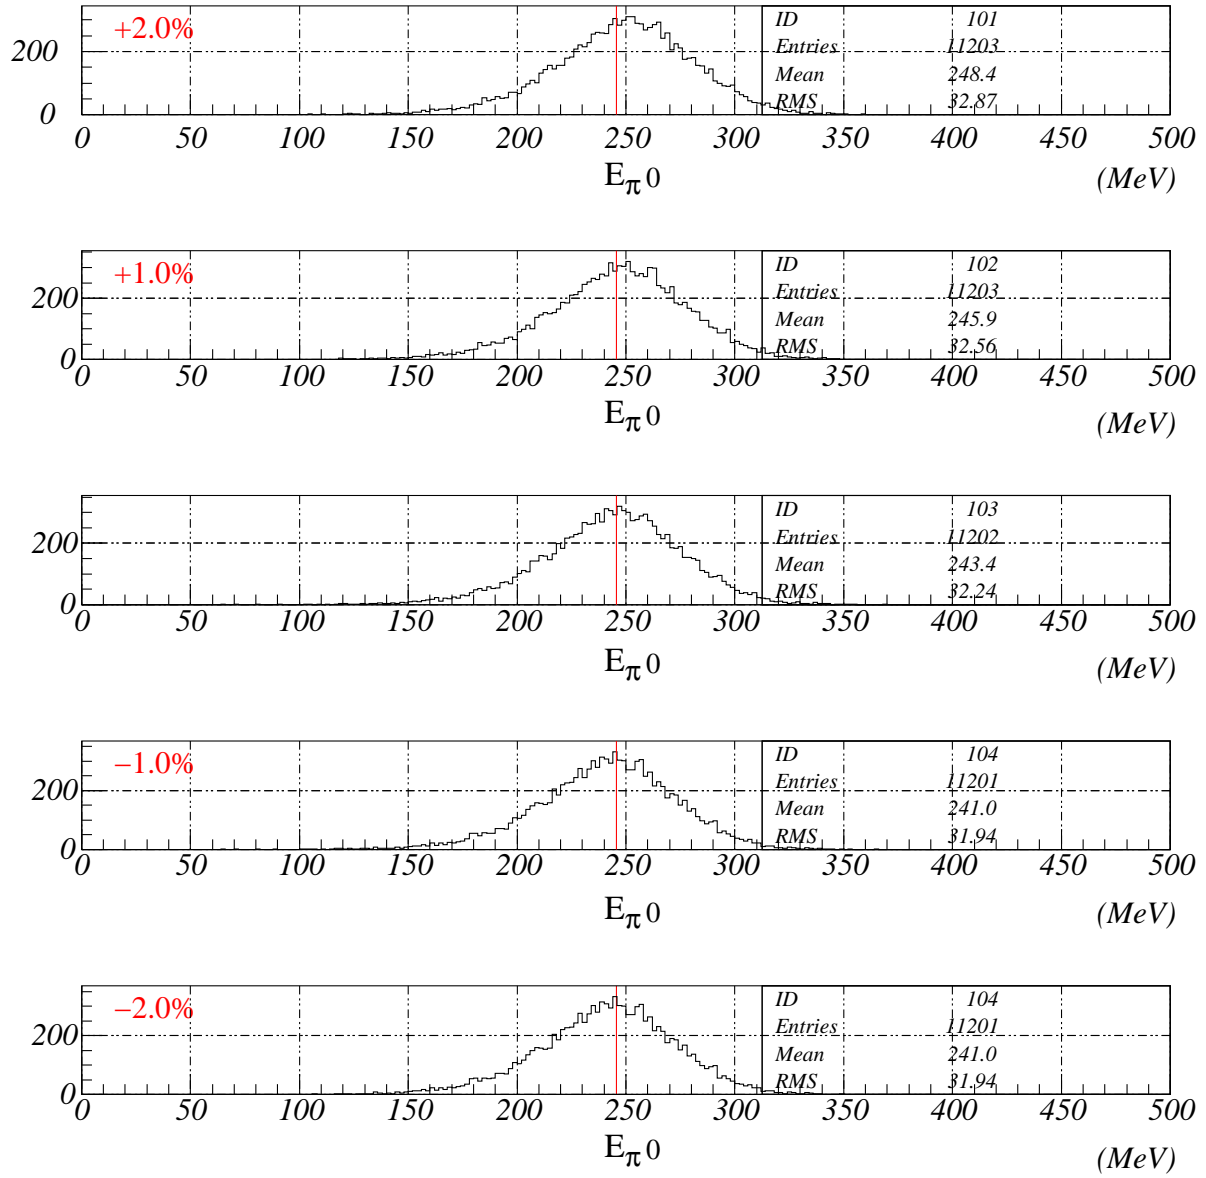 +2.0%
ID 101
Entries 11203
Mean 248.4
RMS 32.87
200
0
0 50 100 150 200 250 300 350 400 450 500
Eπ0
(MeV)
+1.0%
ID 102
Entries 11203
Mean 245.9
RMS 32.56
200
0
0 50 100 150 200 250 300 350 400 450 500
Eπ0
(MeV)
ID 103
Entries 11202
Mean 243.4
RMS 32.24
200
0
0 50 100 150 200 250 300 350 400 450 500
Eπ0
(MeV)
−1.0%
ID 104
Entries 11201
Mean 241.0
RMS 31.94
200
0
0 50 100 150 200 250 300 350 400 450 500
Eπ0
(MeV)
−2.0%
ID 104
Entries 11201
Mean 241.0
RMS 31.94
200
0
0 50 100 150 200 250 300 350 400 450 500
Eπ0
(MeV)